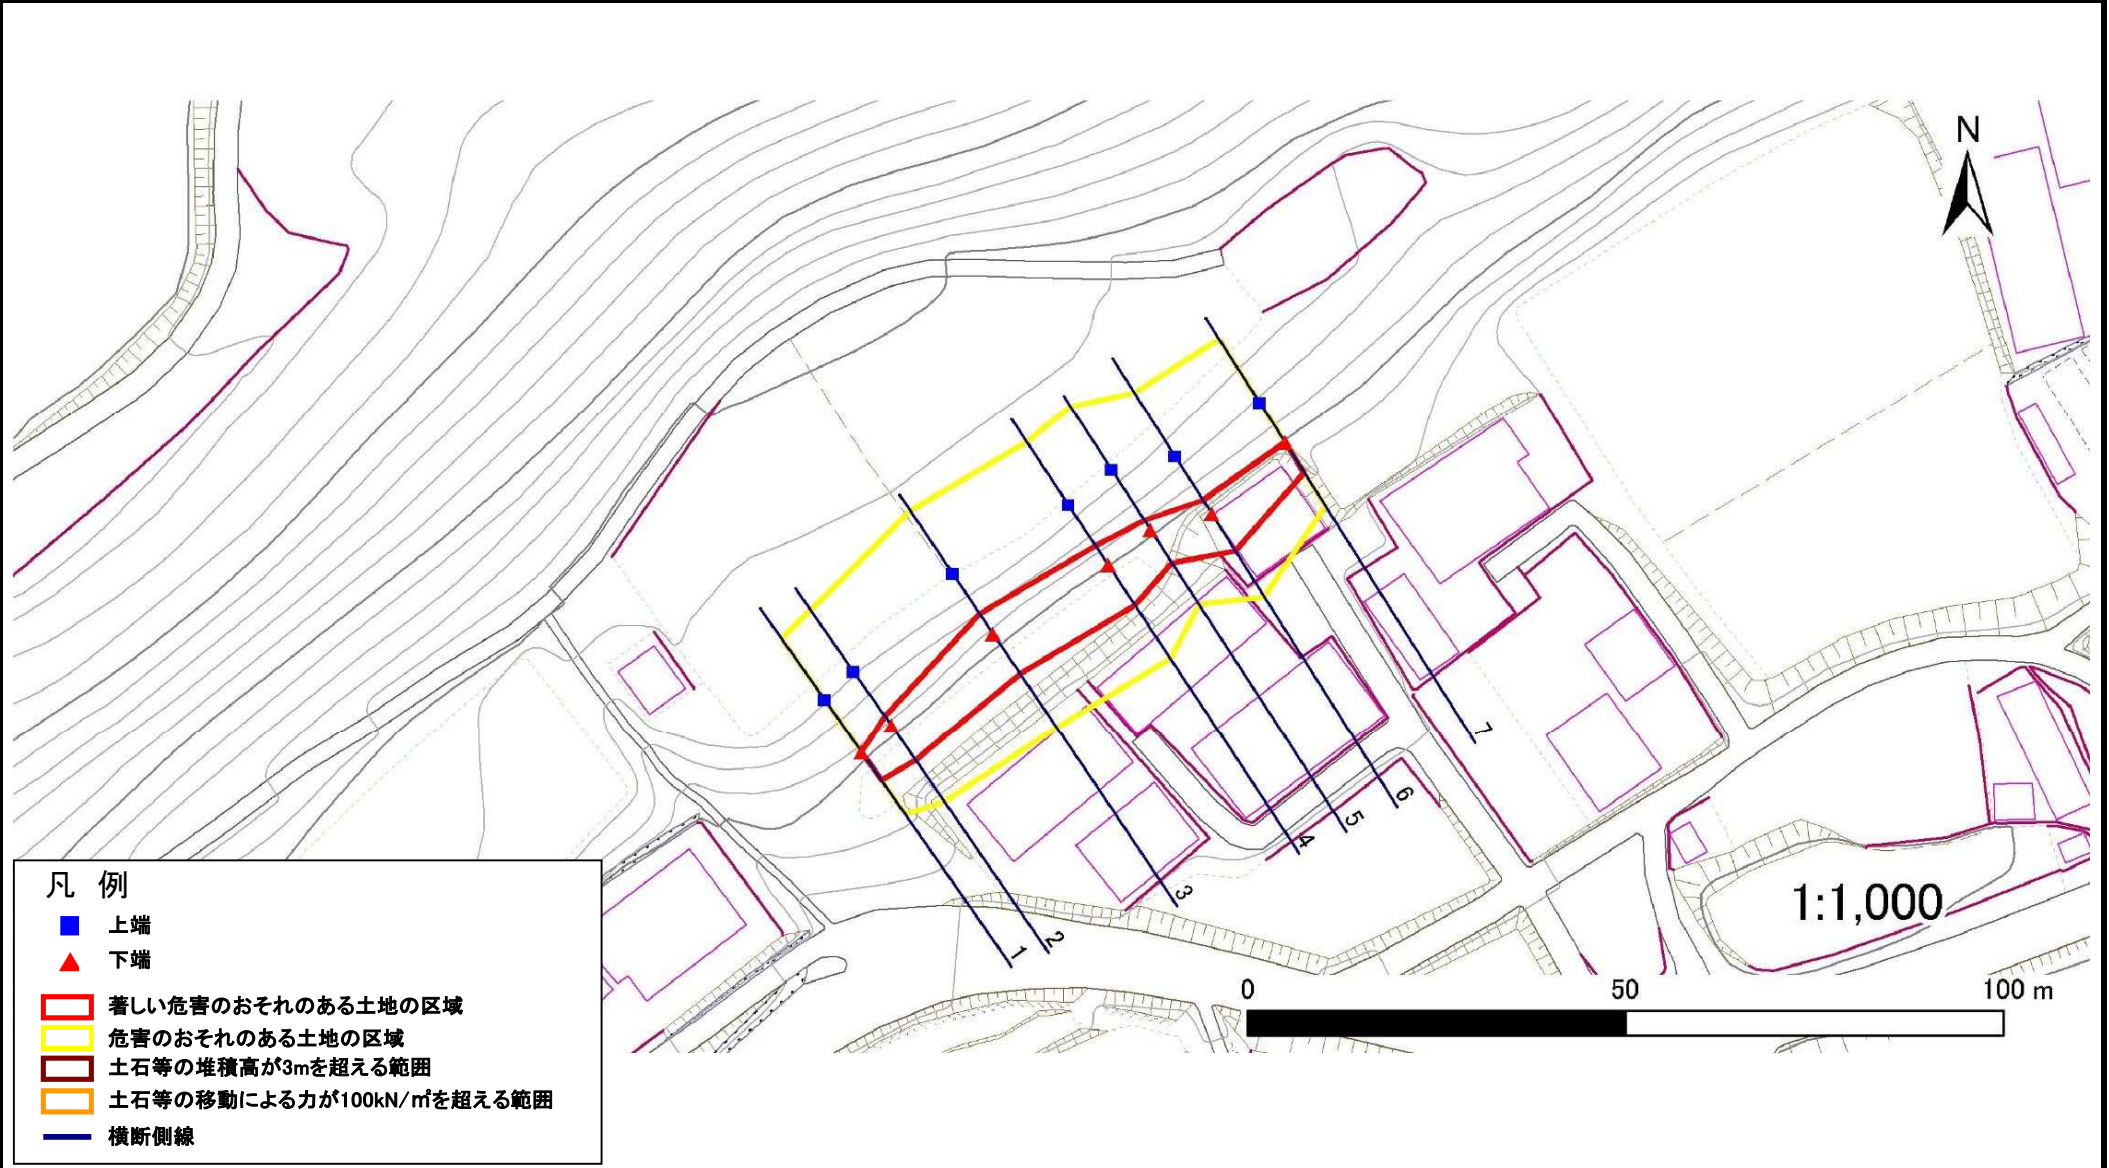 N
7
6
5
4
3
2
1
1:1,000
0 50 100 m
凡 例
上端
下端
著しい危害のおそれのある土地の区域
危害のおそれのある土地の区域
土石等の堆積高が3mを超える範囲
土石等の移動による力が100kN/㎡を超える範囲
横断側線